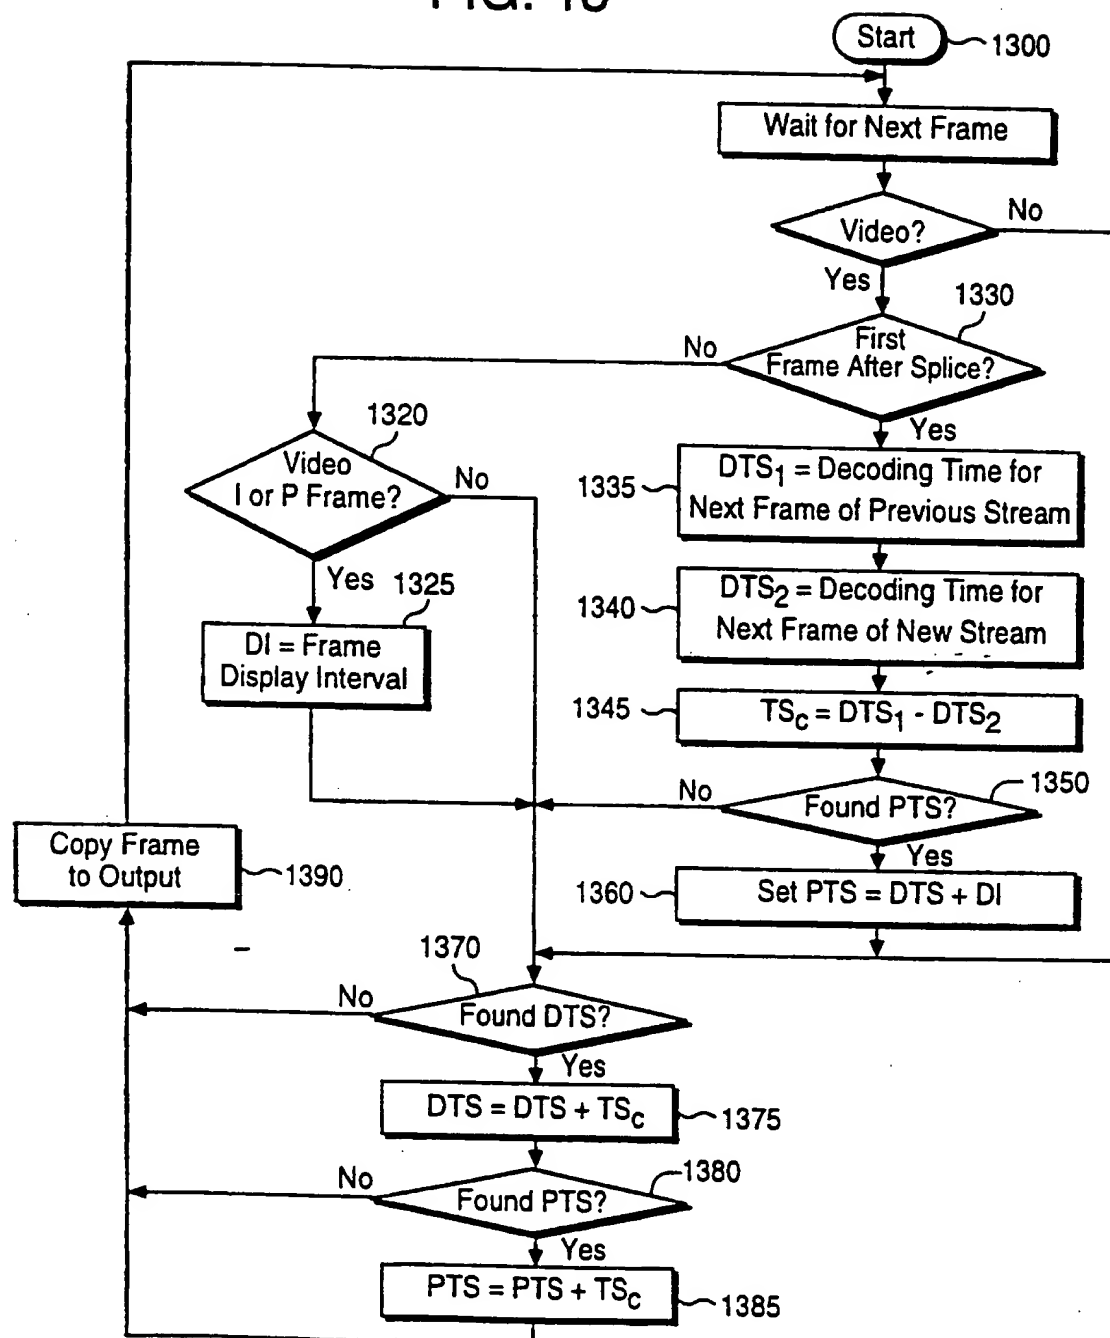 Start
1300
Wait for Next Frame
Video?
No
Yes
1330
First
Frame After Splice?
No
Yes
1320
Video
I or P Frame?
No
Yes
1325
DI = Frame
Display Interval
1335
DTS1 = Decoding Time for
Next Frame of Previous Stream
1340
DTS2 = Decoding Time for
Next Frame of New Stream
1345
TSc = DTS1 - DTS2
1350
Found PTS?
No
Yes
1360
Set PTS = DTS + DI
Copy Frame
to Output
1390
1370
Found DTS?
No
Yes
DTS = DTS + TSc
1375
1380
Found PTS?
No
Yes
PTS = PTS + TSc
1385